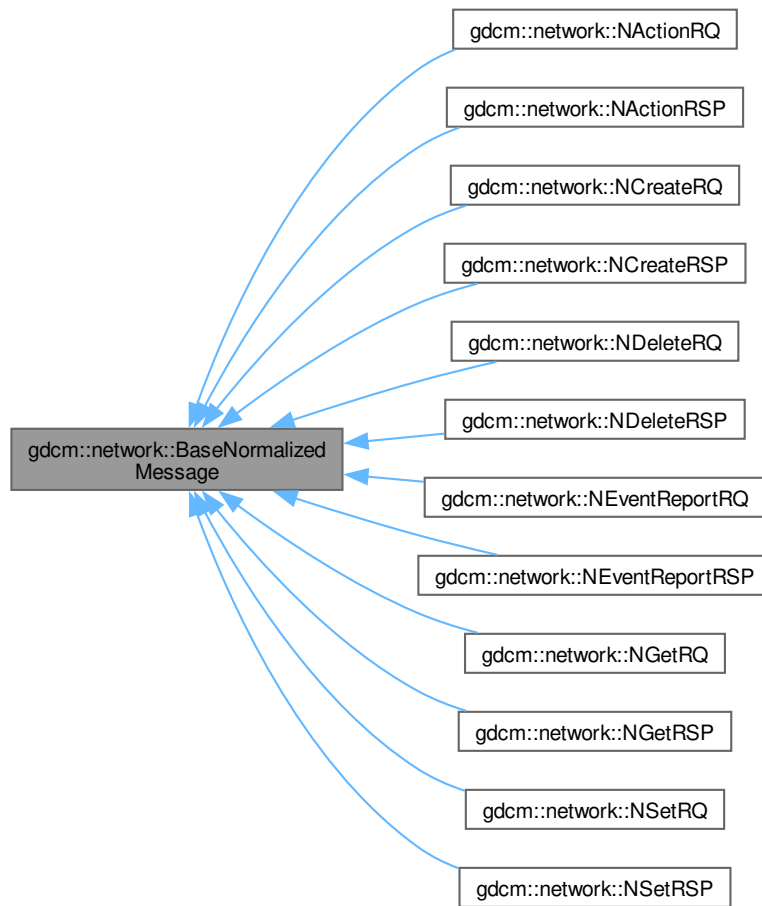 gdcm::network::NActionRQ
gdcm::network::NActionRSP
gdcm::network::NCreateRQ
gdcm::network::NCreateRSP
gdcm::network::NDeleteRQ
gdcm::network::NDeleteRSP
gdcm::network::BaseNormalized
Message
gdcm::network::NEventReportRQ
gdcm::network::NEventReportRSP
gdcm::network::NGetRQ
gdcm::network::NGetRSP
gdcm::network::NSetRQ
gdcm::network::NSetRSP